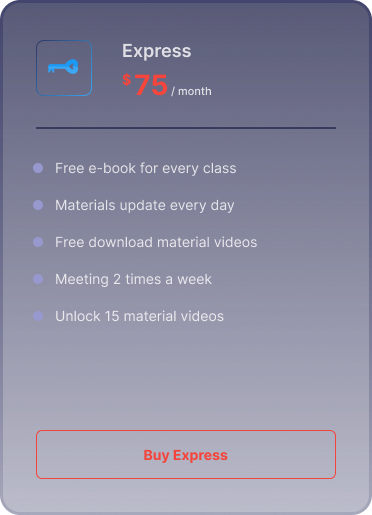 Express
$75 / month
Free e-book for every class
Materials update every day
Free download material videos
Meeting 2 times a week
Unlock 15 material videos
Buy Express